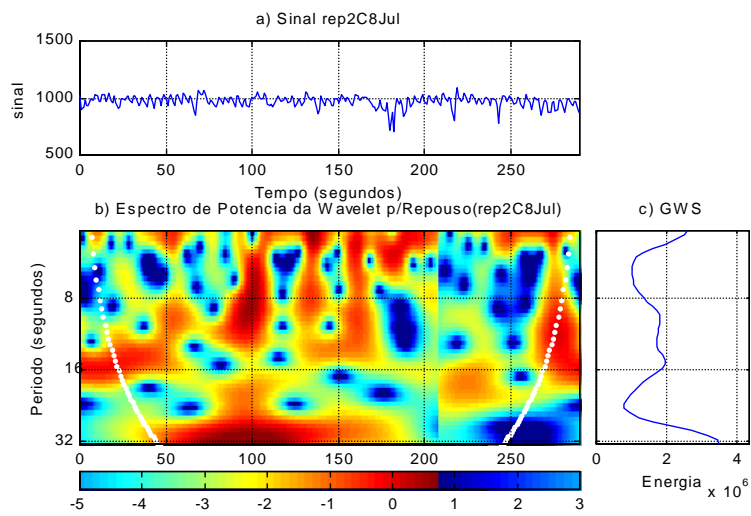 a) Sinal rep2C8Jul
1500
1000
500
sinal
0 50 100 150 200 250
Tempo (segundos)
b) Espectro de Potencia da Wavelet p/Repouso(rep2C8Jul)
c) GWS
8
16
32
Período (segundos)
0 50 100 150 200 250
0 2 4
Energia
x 10⁶
-5 -4 -3 -2 -1 0 1 2 3